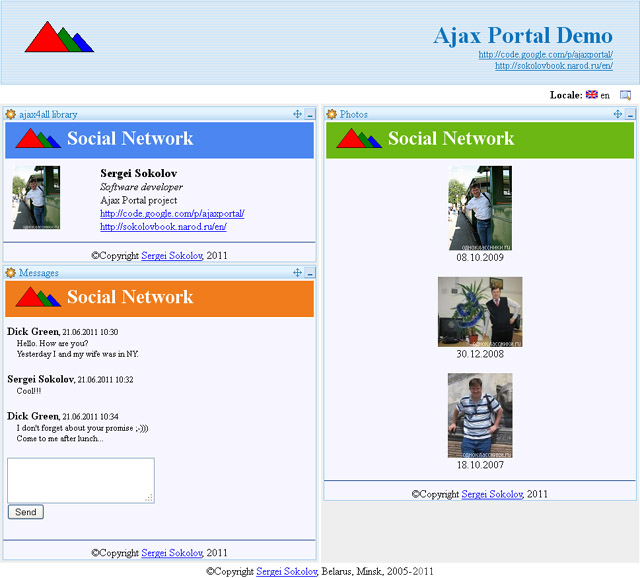 Ajax Portal Demo
http://code.google.com/p/ajaxportal/
http://sokolovbook.narod.ru/en/
Locale: en
ajax4all library
Social Network
Sergei Sokolov
Software developer
Ajax Portal project
http://code.google.com/p/ajaxportal/
http://sokolovbook.narod.ru/en/
©Copyright Sergei Sokolov, 2011
Messages
Social Network
Dick Green, 21.06.2011 10:30
Hello. How are you?
Yesterday I and my wife was in NY.
Sergei Sokolov, 21.06.2011 10:32
Cool!!!
Dick Green, 21.06.2011 10:34
I don't forget about your promise ;-)))
Come to me after lunch...
Send
©Copyright Sergei Sokolov, 2011
Photos
Social Network
одноклассники.ru
08.10.2009
одноклассники.ru
30.12.2008
одноклассники.ru
18.10.2007
©Copyright Sergei Sokolov, 2011
©Copyright Sergei Sokolov, Belarus, Minsk, 2005-2011